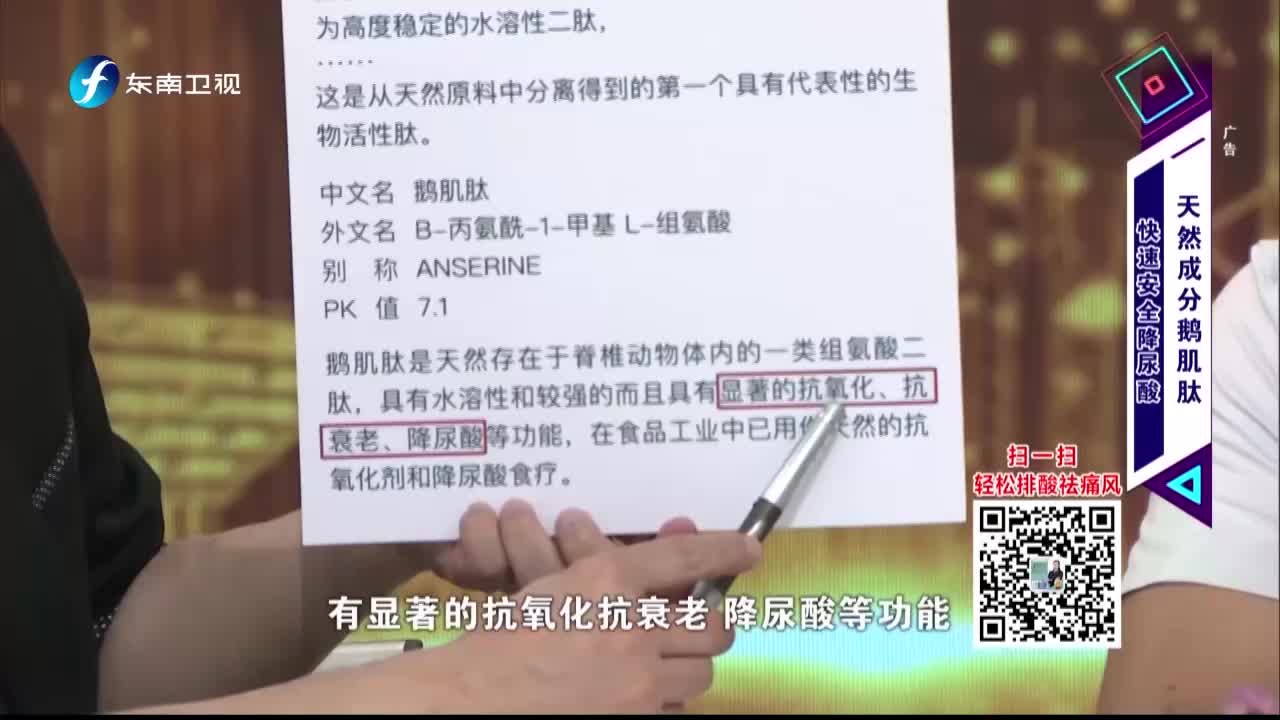 为高度稳定的水溶性二肽，
……
这是从天然原料中分离得到的第一个具有代表性的生
物活性肽。
中文名 鹅肌肽
外文名 B-丙氨酰-1-甲基 L-组氨酸
别 称 ANSERINE
PK 值 7.1
鹅肌肽是天然存在于脊椎动物体内的一类组氨酸二
肽，具有水溶性和较强的而且具有显著的抗氧化、抗
衰老、降尿酸等功能，在食品工业中已用作天然的抗
氧化剂和降尿酸食疗。
东南卫视
广告
天然成分鹅肌肽
快速安全降尿酸
扫一扫
轻松排酸祛痛风
有显著的抗氧化抗衰老 降尿酸等功能